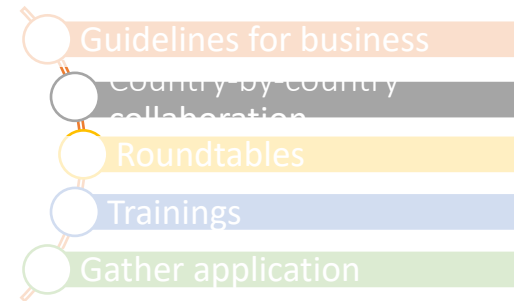 Guidelines for business
Country-by-country
collaboration
Roundtables
Trainings
Gather application